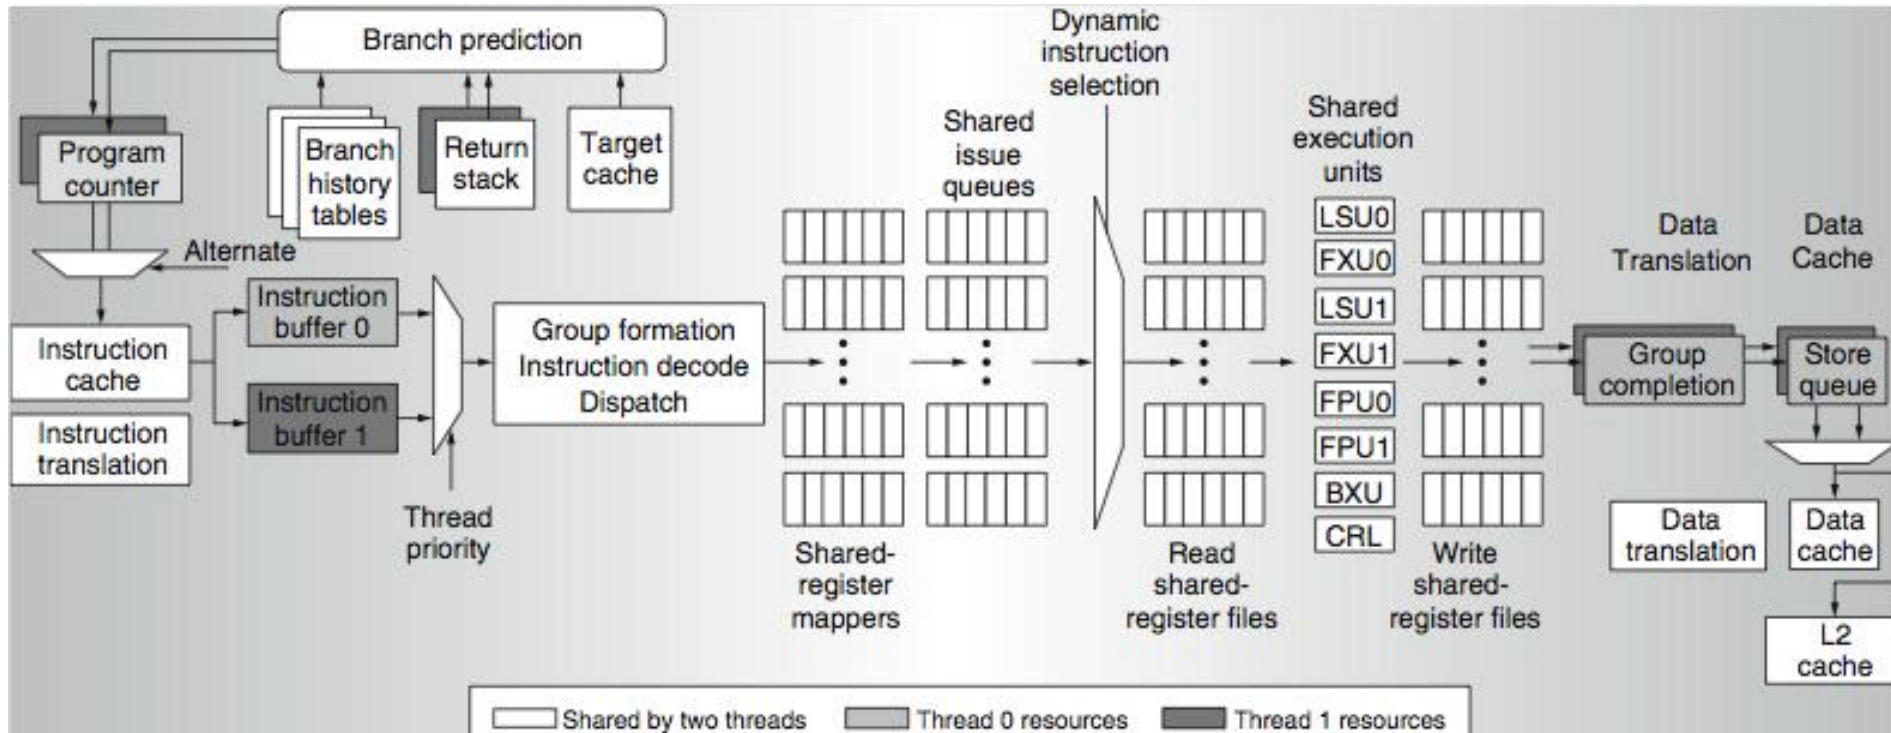 Branch prediction
Program
counter
Branch
history
tables
Return
stack
Target
cache
Alternate
Instruction
cache
Instruction
translation
Instruction
buffer 0
Instruction
buffer 1
Thread
priority
Group formation
Instruction decode
Dispatch
Shared-
register
mappers
Shared
issue
queues
Dynamic
instruction
selection
Read
shared-
register files
Shared
execution
units
LSU0
FXU0
LSU1
FXU1
FPU0
FPU1
BXU
CRL
Write
shared-
register files
Data
Translation
Data
Cache
Group
completion
Store
queue
Data
translation
Data
cache
L2
cache
Shared by two threads
Thread 0 resources
Thread 1 resources